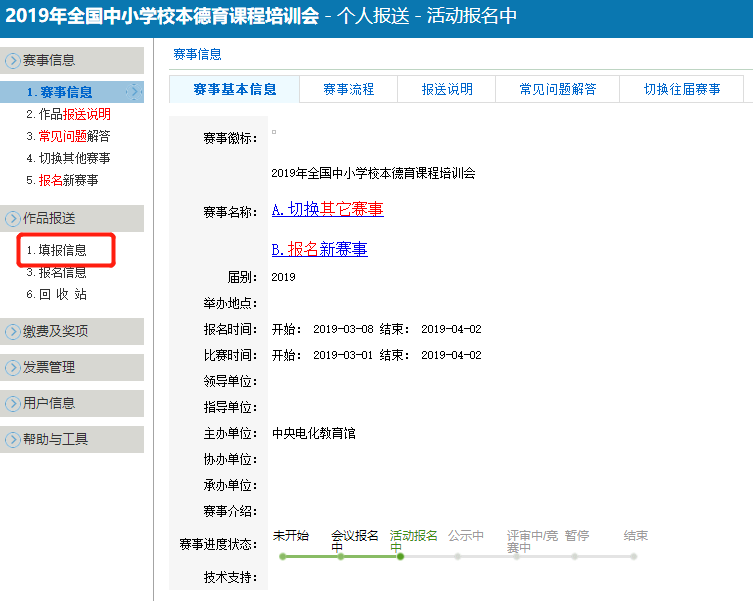 2019年全国中小学校本德育课程培训会 - 个人报送 - 活动报名中
赛事信息
1. 赛事信息
2. 作品报送说明
3. 常见问题解答
4. 切换其他赛事
5. 报名新赛事
作品报送
1. 填报信息
3. 报名信息
6. 回 收 站
缴费及奖项
发票管理
用户信息
帮助与工具
赛事信息
赛事基本信息 赛事流程 报送说明 常见问题解答 切换往届赛事
赛事徽标：
2019年全国中小学校本德育课程培训会
赛事名称： A.切换其它赛事
B.报名新赛事
届别： 2019
举办地点：
报名时间： 开始： 2019-03-08 结束： 2019-04-02
比赛时间： 开始： 2019-03-01 结束： 2019-04-02
领导单位：
指导单位：
主办单位： 中央电化教育馆
协办单位：
承办单位：
赛事介绍：
赛事进度状态： 未开始 会议报名中 活动报名中 公示中 评审中/竞赛中 暂停 结束
技术支持：